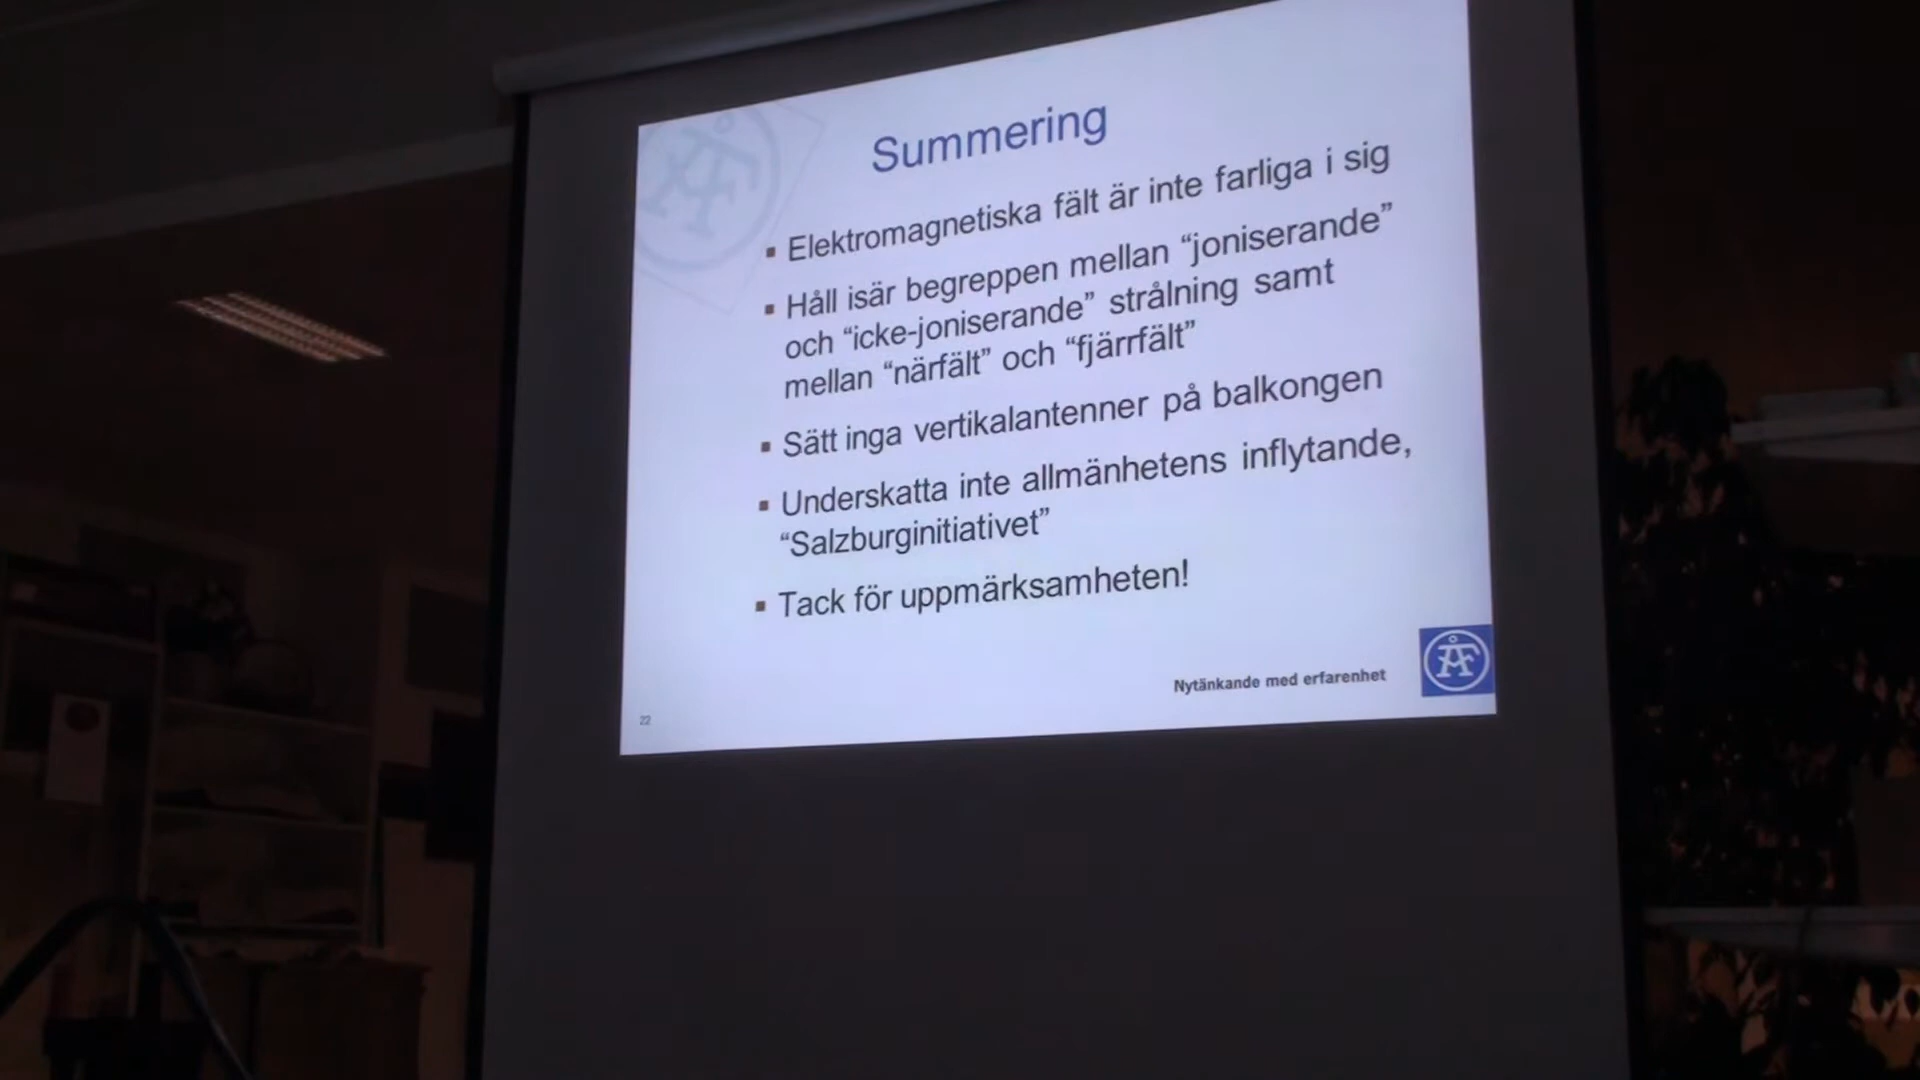 Summering
▪ Elektromagnetiska fält är inte farliga i sig
▪ Håll isär begreppen mellan “joniserande”
och “icke-joniserande” strålning samt
mellan “närfält” och “fjärrfält”
▪ Sätt inga vertikalantenner på balkongen
▪ Underskatta inte allmänhetens inflytande,
“Salzburginitiativet”
▪ Tack för uppmärksamheten!
Nytänkande med erfarenhet
ÅF
22